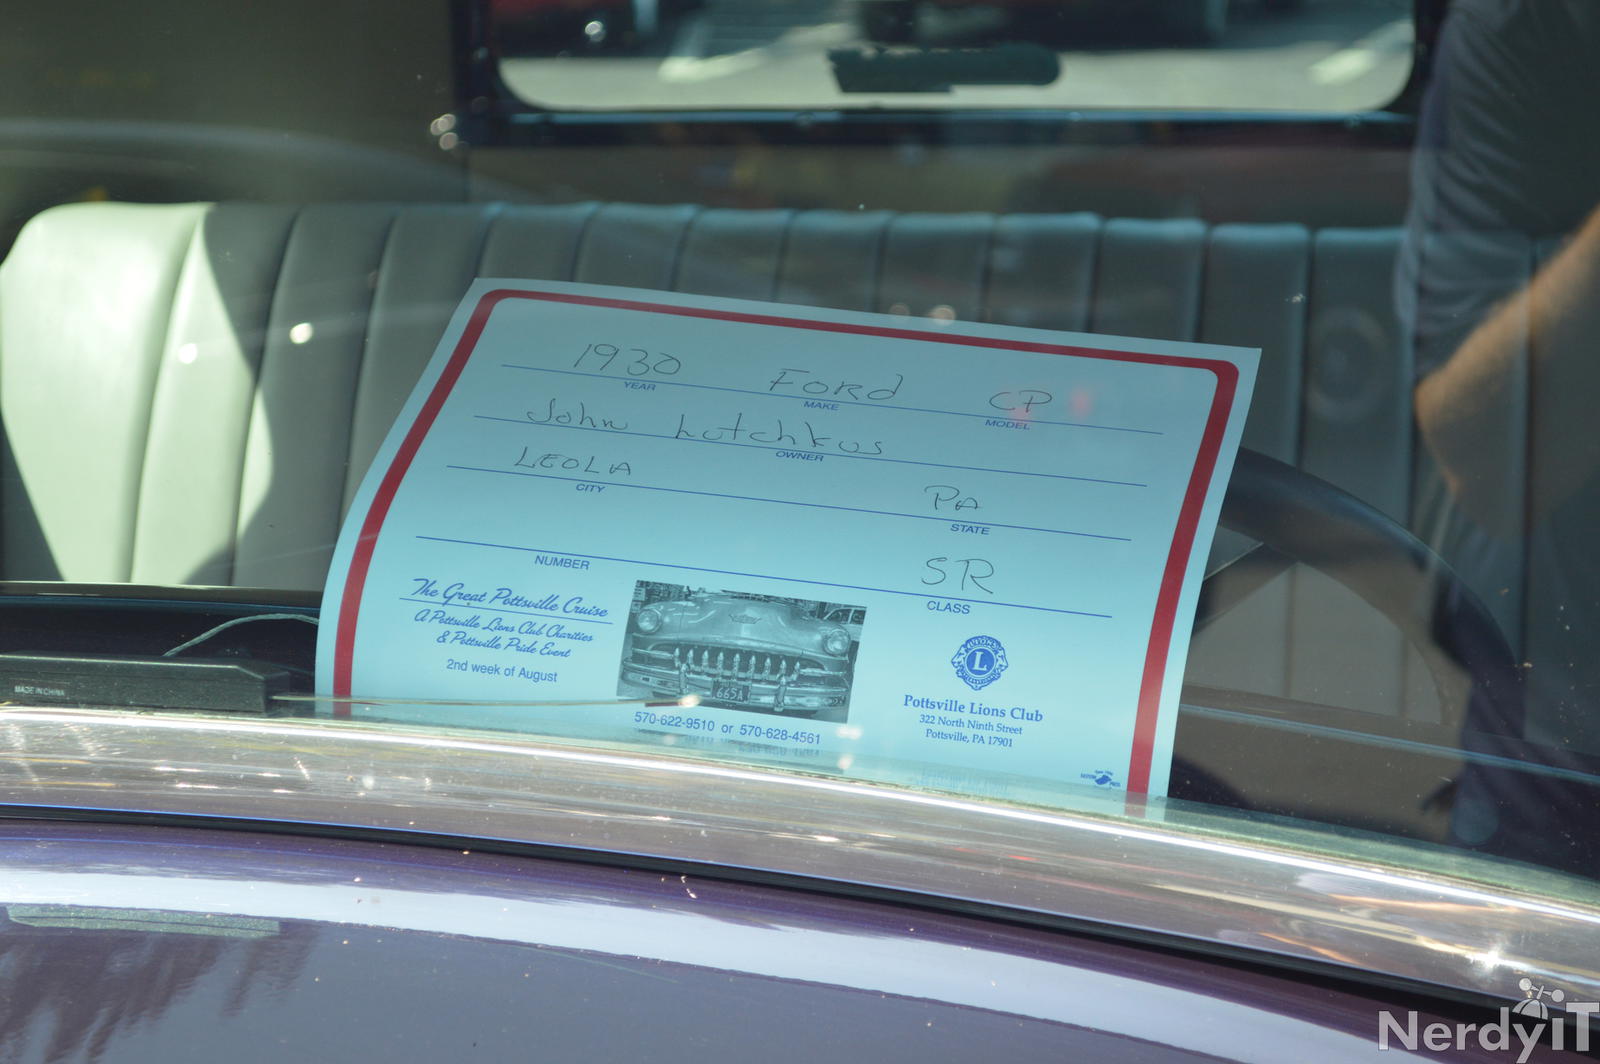 1930 Ford CP
YEAR MAKE MODEL
John Hotchkus
OWNER
LEOLA PA
CITY STATE
SR
NUMBER CLASS
The Great Pottsville Cruise
A Pottsville Lions Club Charities
& Pottsville Pride Event
2nd week of August
665A
570-622-9510 or 570-628-4561
L
Pottsville Lions Club
322 North Ninth Street
Pottsville, PA 17901
MADE IN CHINA
NerdyiT